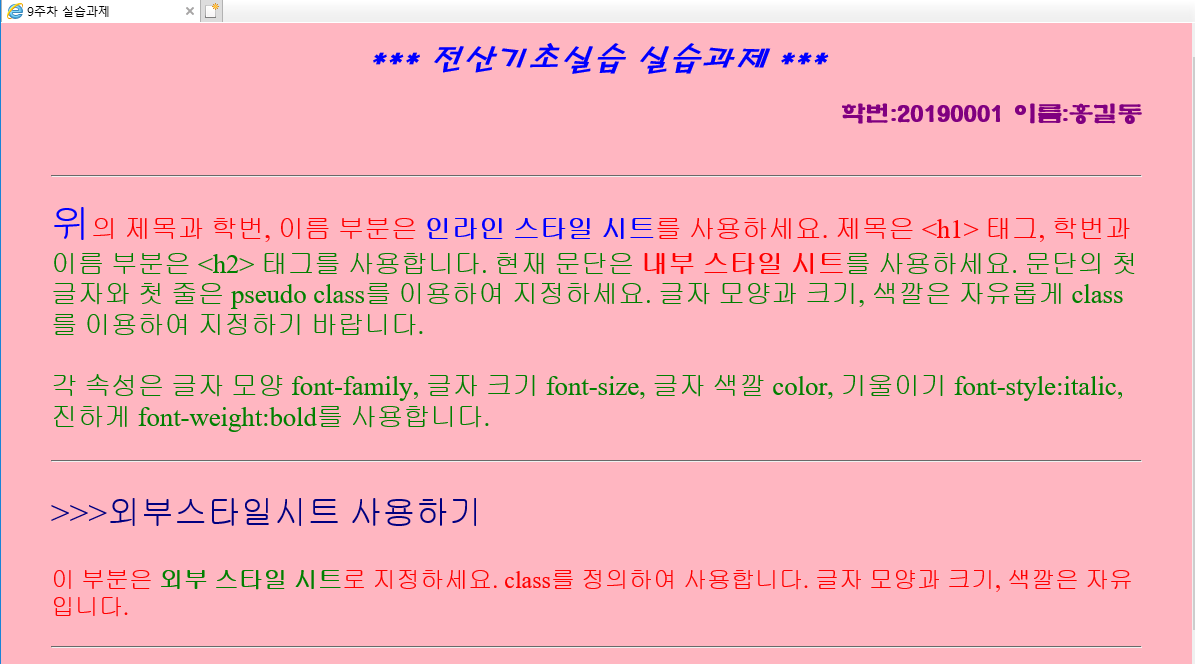 9주차 실습과제
*** 전산기초실습 실습과제 ***
학번:20190001 이름:홍길동
위의 제목과 학번, 이름 부분은 인라인 스타일 시트를 사용하세요. 제목은 <h1> 태그, 학번과
이름 부분은 <h2> 태그를 사용합니다. 현재 문단은 내부 스타일 시트를 사용하세요. 문단의 첫
글자와 첫 줄은 pseudo class를 이용하여 지정하세요. 글자 모양과 크기, 색깔은 자유롭게 class
를 이용하여 지정하기 바랍니다.
각 속성은 글자 모양 font-family, 글자 크기 font-size, 글자 색깔 color, 기울이기 font-style:italic,
진하게 font-weight:bold를 사용합니다.
>>>외부스타일시트 사용하기
이 부분은 외부 스타일 시트로 지정하세요. class를 정의하여 사용합니다. 글자 모양과 크기, 색깔은 자유
입니다.